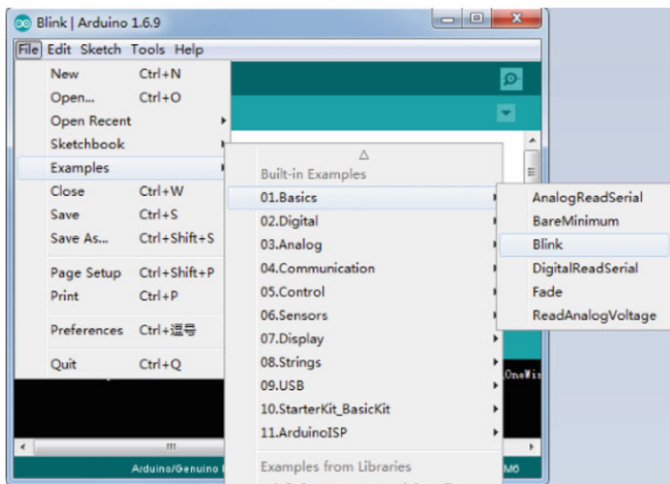 Blink | Arduino 1.6.9
File Edit Sketch Tools Help
New Ctrl+N
Open... Ctrl+O
Open Recent
Sketchbook
Examples
Close Ctrl+W
Save Ctrl+S
Save As... Ctrl+Shift+S
Page Setup Ctrl+Shift+P
Print Ctrl+P
Preferences Ctrl+逗号
Quit Ctrl+Q
Built-in Examples
01.Basics
02.Digital
03.Analog
04.Communication
05.Control
06.Sensors
07.Display
08.Strings
09.USB
10.StarterKit_BasicKit
11.ArduinoISP
Examples from Libraries
AnalogReadSerial
BareMinimum
Blink
DigitalReadSerial
Fade
ReadAnalogVoltage
Arduino/Genuino